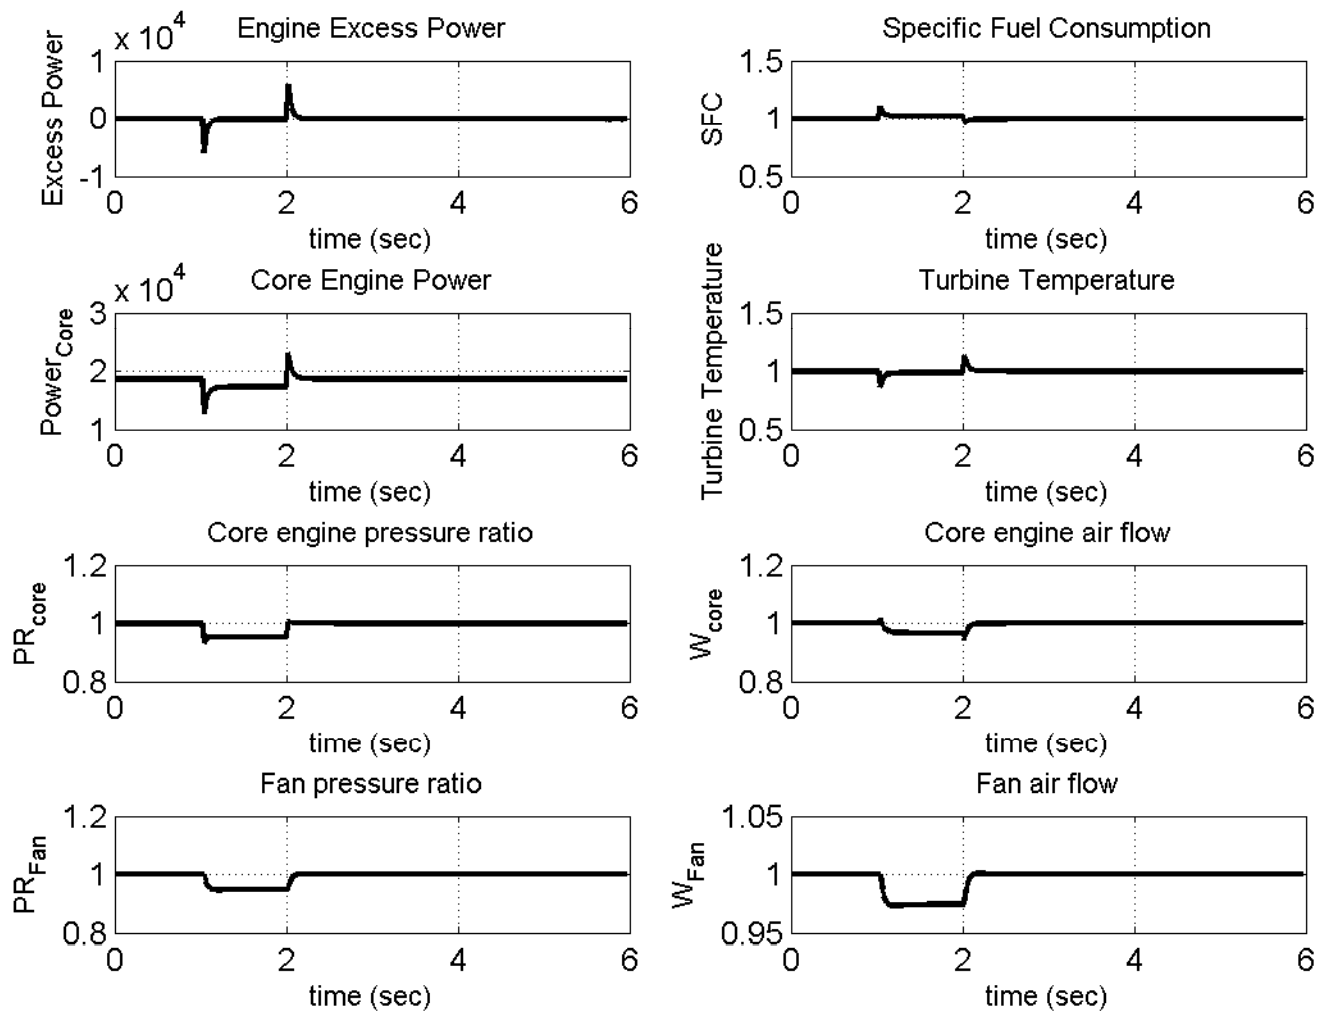 Engine Excess Power
x 10^4
Excess Power
1
0
-1
0 2 4 6
time (sec)
Specific Fuel Consumption
SFC
1.5
1
0.5
0 2 4 6
time (sec)
Core Engine Power
x 10^4
Power_Core
3
2
1
0 2 4 6
time (sec)
Turbine Temperature
Turbine Temperature
1.5
1
0.5
0 2 4 6
time (sec)
Core engine pressure ratio
PR_core
1.2
1
0.8
0 2 4 6
time (sec)
Core engine air flow
W_core
1.2
1
0.8
0 2 4 6
time (sec)
Fan pressure ratio
PR_Fan
1.2
1
0.8
0 2 4 6
time (sec)
Fan air flow
W_Fan
1.05
1
0.95
0 2 4 6
time (sec)